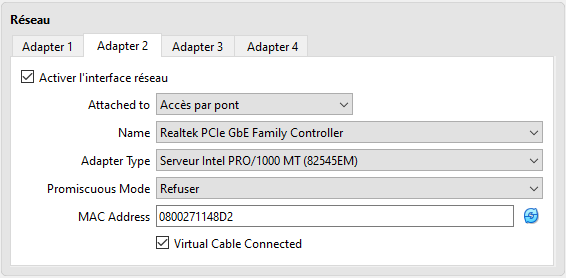 Réseau
Adapter 1 Adapter 2 Adapter 3 Adapter 4
Activer l'interface réseau
Attached to Accès par pont
Name Realtek PCIe GbE Family Controller
Adapter Type Serveur Intel PRO/1000 MT (82545EM)
Promiscuous Mode Refuser
MAC Address 0800271148D2
Virtual Cable Connected